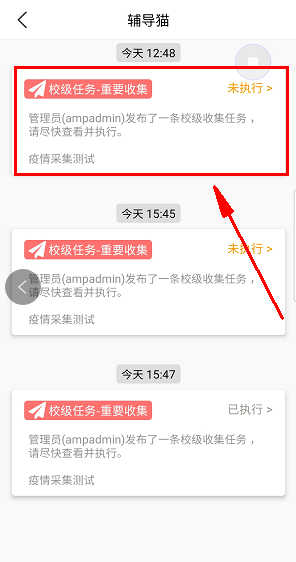 辅导猫
今天 12:48
校级任务-重要收集
未执行 >
管理员(ampadmin)发布了一条校级收集任务，
请尽快查看并执行。
疫情采集测试
今天 15:45
校级任务-重要收集
未执行 >
管理员(ampadmin)发布了一条校级收集任务，
请尽快查看并执行。
疫情采集测试
今天 15:47
校级任务-重要收集
已执行 >
管理员(ampadmin)发布了一条校级收集任务，
请尽快查看并执行。
疫情采集测试